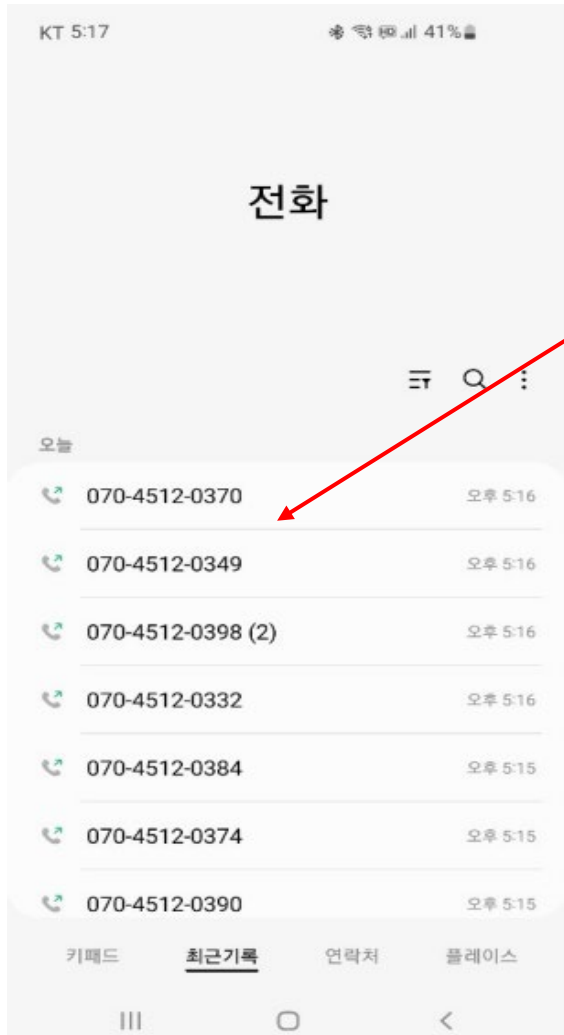 KT 5:17 41%
전화
오늘
070-4512-0370 오후 5:16
070-4512-0349 오후 5:16
070-4512-0398 (2) 오후 5:16
070-4512-0332 오후 5:16
070-4512-0384 오후 5:15
070-4512-0374 오후 5:15
070-4512-0390 오후 5:15
키패드 최근기록 연락처 플레이스